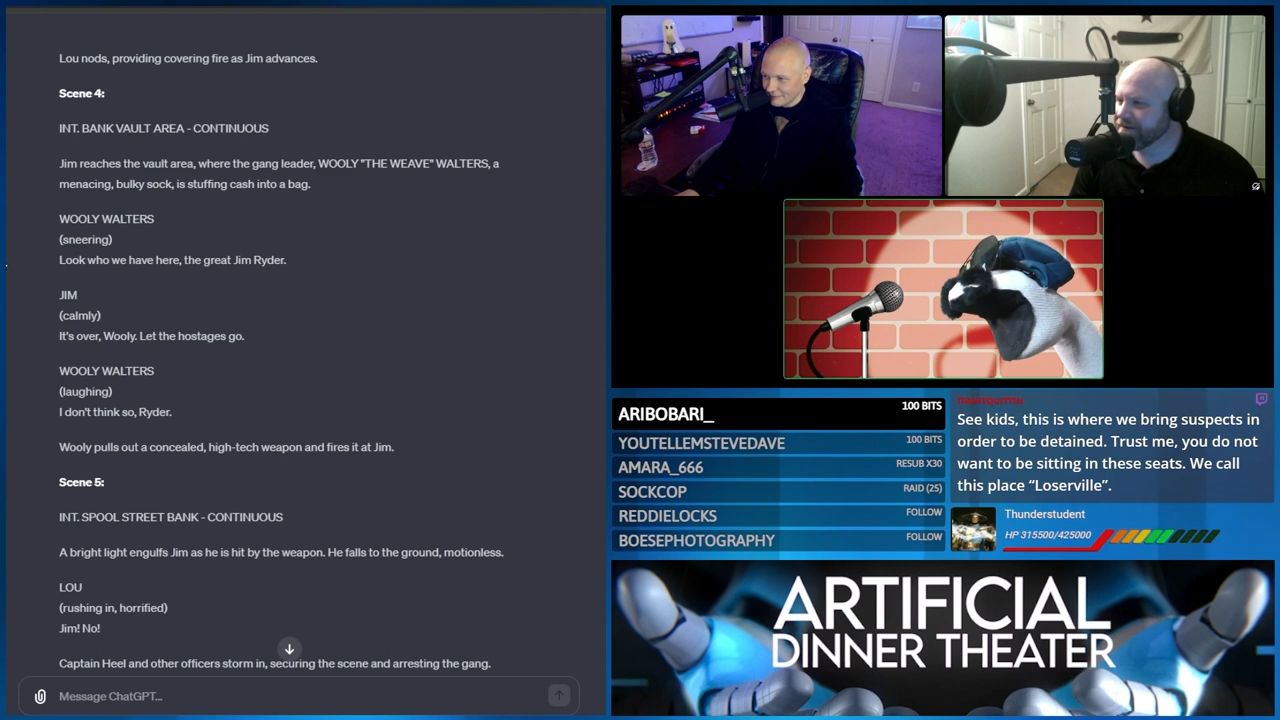 Lou nods, providing covering fire as Jim advances.
Scene 4:
INT. BANK VAULT AREA - CONTINUOUS
Jim reaches the vault area, where the gang leader, WOOLY "THE WEAVE" WALTERS, a
menacing, bulky sock, is stuffing cash into a bag.
WOOLY WALTERS
(sneering)
Look who we have here, the great Jim Ryder.
JIM
(calmly)
It's over, Wooly. Let the hostages go.
WOOLY WALTERS
(laughing)
I don't think so, Ryder.
Wooly pulls out a concealed, high-tech weapon and fires it at Jim.
Scene 5:
INT. SPOOL STREET BANK - CONTINUOUS
A bright light engulfs Jim as he is hit by the weapon. He falls to the ground, motionless.
LOU
(rushing in, horrified)
Jim! No!
Captain Heel and other officers storm in, securing the scene and arresting the gang.
Message ChatGPT...
ARIBOBARI_ 100 BITS
YOUTELLEMSTEVEDAVE 100 BITS
AMARA_666 RESUB X30
SOCKCOP RAID (25)
REDDIELOCKS FOLLOW
BOESEPHOTOGRAPHY FOLLOW
See kids, this is where we bring suspects in
order to be detained. Trust me, you do not
want to be sitting in these seats. We call
this place “Loserville”.
Thunderstudent
HP 315500/425000
ARTIFICIAL
DINNER THEATER